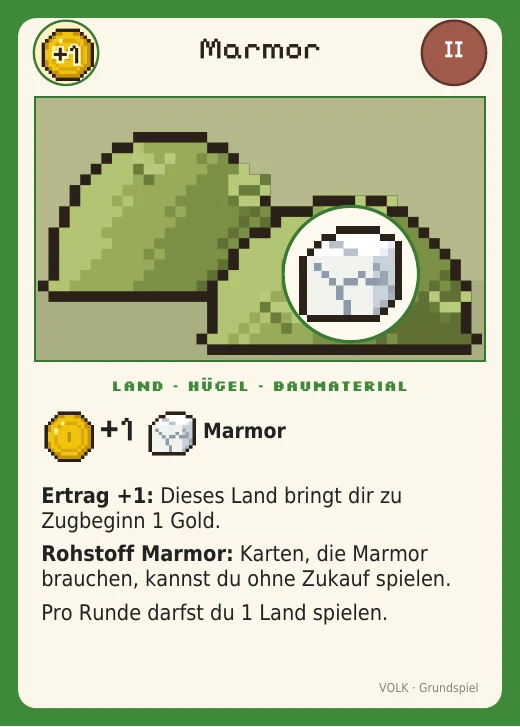 +1
Marmor
II
LAND · HÜGEL · BAUMATERIAL
+1 Marmor
Ertrag +1: Dieses Land bringt dir zu
Zugbeginn 1 Gold.
Rohstoff Marmor: Karten, die Marmor
brauchen, kannst du ohne Zukauf spielen.
Pro Runde darfst du 1 Land spielen.
VOLK · Grundspiel